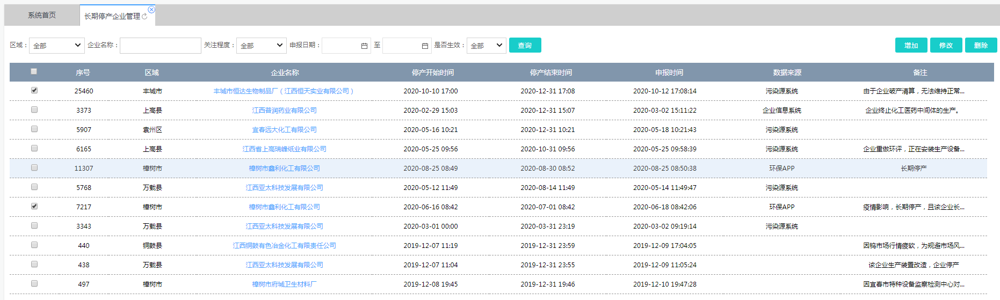 系统首页 长期停产企业管理
区域： 全部 企业名称： 关注程度： 全部 申报日期： 至 是否生效： 全部 查询 增加 修改 删除
序号 区域 企业名称 停产开始时间 停产结束时间 申报时间 数据来源 备注
25460 丰城市 丰城市恒达生物制品厂（江西恒天实业有限公司） 2020-10-10 17:00 2020-12-31 17:08 2020-10-12 17:08:14 污染源系统 由于企业破产清算，无法维持正常...
3373 上高县 江西普润药业有限公司 2020-02-29 15:03 2020-12-31 15:07 2020-03-02 15:11:22 企业信息系统 企业终止化工医药中间体的生产。
5907 袁州区 宜春远大化工有限公司 2020-05-16 10:21 2020-12-31 10:21 2020-05-18 10:21:43 污染源系统
6165 上高县 江西省上高瑞峰纸业有限公司 2020-05-25 09:56 2020-10-31 09:56 2020-05-25 09:58:39 污染源系统 企业重做环评，正在安装生产设备...
11307 樟树市 樟树市鑫利化工有限公司 2020-08-25 08:49 2020-08-30 08:52 2020-08-25 08:50:38 环保APP 长期停产
5768 万载县 江西亚太科技发展有限公司 2020-05-12 11:49 2020-08-14 11:49 2020-05-14 11:49:47 污染源系统
7217 樟树市 樟树市鑫利化工有限公司 2020-06-16 08:42 2020-07-01 08:42 2020-06-18 08:42:06 环保APP 疫情影响，长期停产，且该企业长...
3343 万载县 江西亚太科技发展有限公司 2020-03-01 00:00 2020-03-31 23:19 2020-03-02 09:19:14 污染源系统
440 铜鼓县 江西铜鼓有色冶金化工有限责任公司 2019-12-07 11:19 2019-12-31 23:59 2019-12-09 17:04:05 因钨市场行情疲软，为规避市场风...
438 万载县 江西亚太科技发展有限公司 2019-12-07 11:04 2019-12-31 23:55 2019-12-09 11:05:24 该企业生产装置改造，企业停产
497 樟树市 樟树市府城卫生材料厂 2019-12-08 19:45 2019-12-31 19:46 2019-12-10 19:47:28 因宜春市特种设备监察检测中心对...